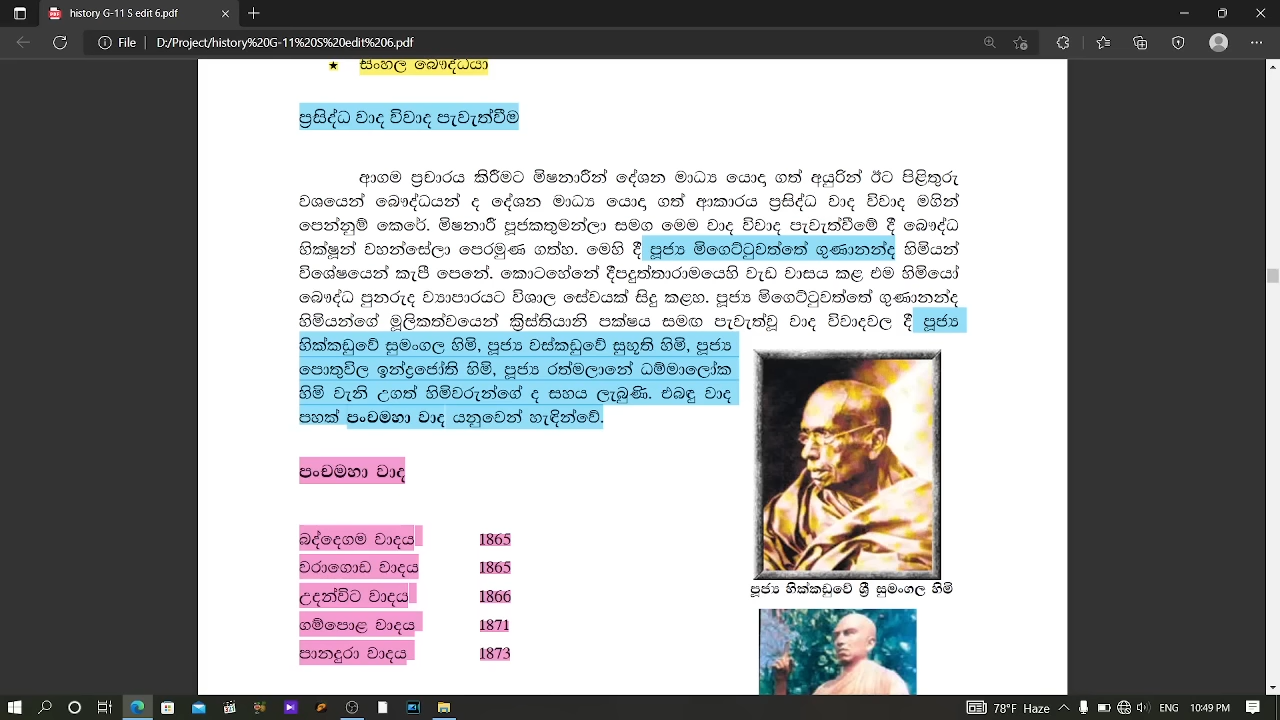 history G-11 S edit 6.pdf
File D:/Project/history%20G-11%20S%20edit%206.pdf
★ සිංහල බෞද්ධයා
ප්‍රසිද්ධ වාද විවාද පැවැත්වීම
ආගම ප්‍රචාරය කිරීමට මිෂනාරීන් දේශන මාධ්‍ය යොදා ගත් අයුරින් ඊට පිළිතුරු
වශයෙන් බෞද්ධයන් ද දේශන මාධ්‍ය යොදා ගත් ආකාරය ප්‍රසිද්ධ වාද විවාද මගින්
පෙන්නුම් කෙරේ. මිෂනාරී පූජකතුමන්ලා සමග මෙම වාද විවාද පැවැත්වීමේ දී බෞද්ධ
භික්ෂූන් වහන්සේලා පෙරමුණ ගත්හ. මෙහි දී පූජ්‍ය මිගෙට්ටුවත්තේ ගුණානන්ද හිමියන්
විශේෂයෙන් කැපී පෙනේ. කොටහේනේ දීපදුත්තාරාමයෙහි වැඩ වාසය කළ එම හිමියෝ
බෞද්ධ පුනරුද ව්‍යාපාරයට විශාල සේවයක් සිදු කළහ. පූජ්‍ය මිගෙට්ටුවත්තේ ගුණානන්ද
හිමියන්ගේ මූලිකත්වයෙන් ක්‍රිස්තියානි පක්ෂය සමඟ පැවැත්වූ වාද විවාදවල දී පූජ්‍ය
හික්කඩුවේ සුමංගල හිමි, පූජ්‍ය වස්කඩුවේ සුභූති හිමි, පූජ්‍ය
පොතුවිල ඉන්ද්‍රජෝති හිමි, පූජ්‍ය රත්මලානේ ධම්මාලෝක
හිමි වැනි උගත් හිමිවරුන්ගේ ද සහය ලැබුණි. එබඳු වාද
පහක් පංචමහා වාද යනුවෙන් හැඳින්වේ.
පංචමහා වාද
බද්දෙගම වාදය 1865
වරාගොඩ වාදය 1865
උදන්විට වාදය 1866
ගම්පොළ වාදය 1871
පානදුරා වාදය 1873
පූජ්‍ය හික්කඩුවේ ශ්‍රී සුමංගල හිමි
78°F Haze ENG 10:49 PM